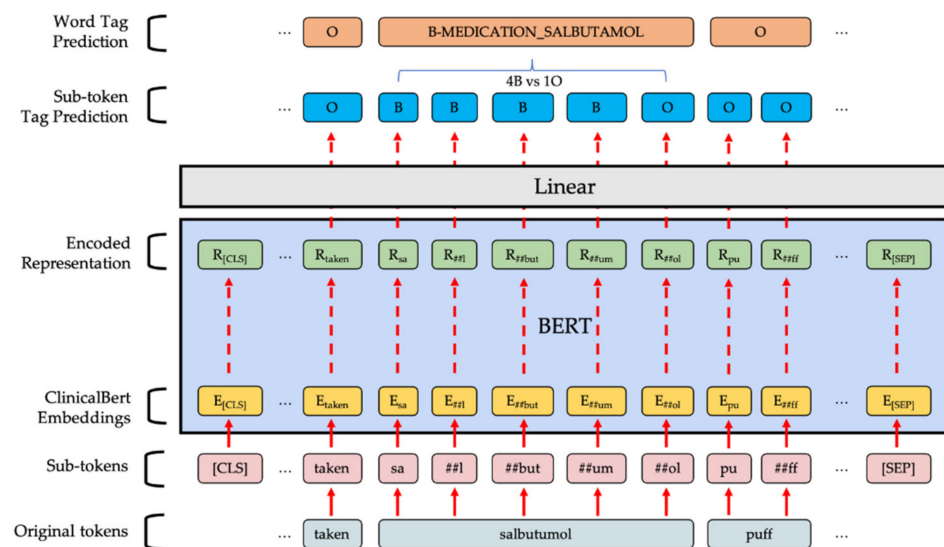 Word Tag
Prediction
... O B-MEDICATION_SALBUTAMOL O ...
4B vs 1O
Sub-token
Tag Prediction
... O B B B B O O O ...
Linear
Encoded
Representation
R[CLS] ... Rtaken Rsa R##l R##but R##um R##ol Rpu R##ff ... R[SEP]
BERT
ClinicalBert
Embeddings
E[CLS] ... Etaken Esa E##l E##but E##um E##ol Epu E##ff ... E[SEP]
Sub-tokens [CLS] ... taken sa ##l ##but ##um ##ol pu ##ff ... [SEP]
Original tokens ... taken salbutumol puff ...